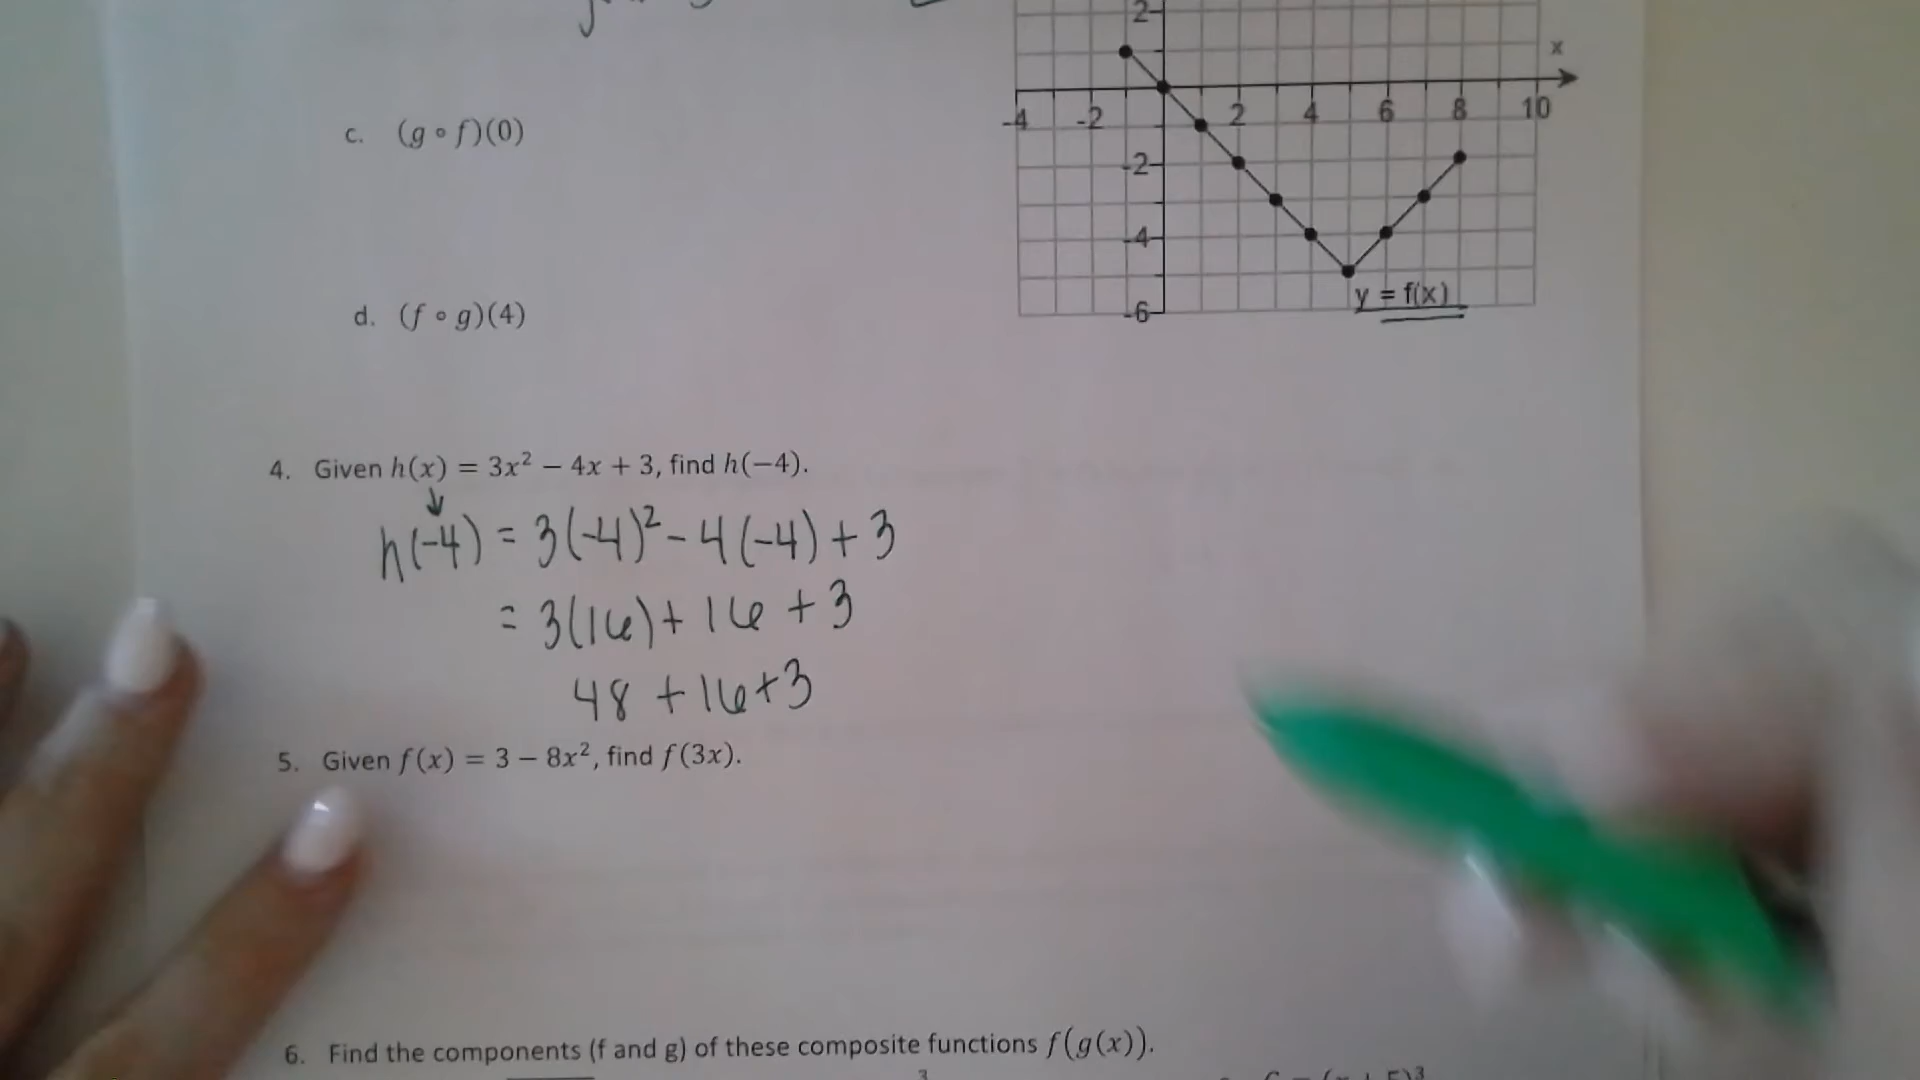 2
x
c. (g ∘ f)(0)
-4 -2 2 4 6 8 10
-2
-4
d. (f ∘ g)(4)
y = f(x)
-6
4. Given h(x) = 3x² − 4x + 3, find h(−4).
h(-4) = 3(-4)² - 4(-4) + 3
= 3(16) + 16 + 3
48 + 16 + 3
5. Given f(x) = 3 − 8x², find f(3x).
6. Find the components (f and g) of these composite functions f(g(x)).